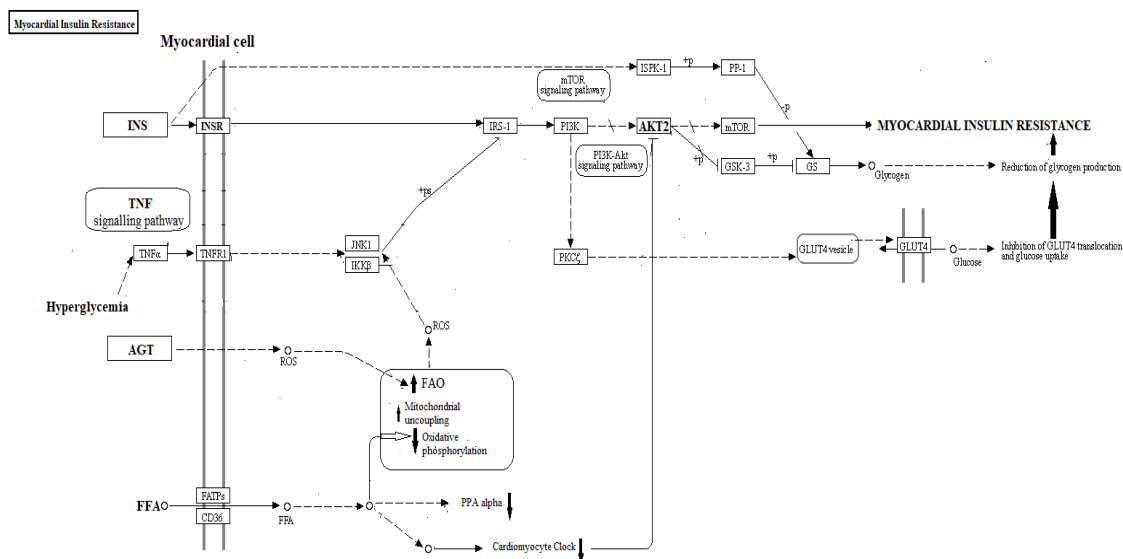 Myocardial Insulin Resistance
Myocardial cell
ISPK-1
+p
PP-1
mTOR
signaling pathway
-p
INS
INSR
IRS-1
PI3K
AKT2
mTOR
MYOCARDIAL INSULIN RESISTANCE
PI3K-Akt
signaling pathway
+p
+p
GSK-3
GS
Glycogen
Reduction of glycogen production
+ps
TNF
signalling pathway
TNFα
TNFR1
JNK1
IKKβ
PKCζ
GLUT4 vesicle
GLUT4
Glucose
Inhibition of GLUT4 translocation
and glucose uptake
Hyperglycemia
ROS
AGT
ROS
FAO
Mitochondrial
uncoupling
Oxidative
phosphorylation
FFA
FATPs
CD36
FFA
PPA alpha
Cardiomyocyte Clock